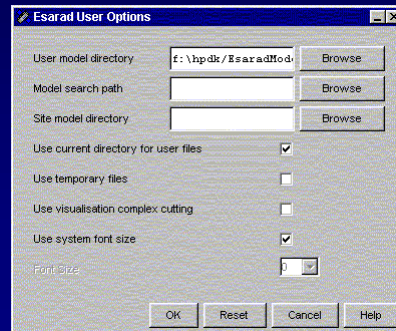 Esarad User Options
User model directory f:\hpdk/EsaradMod Browse
Model search path Browse
Site model directory Browse
Use current directory for user files
Use temporary files
Use visualisation complex cutting
Use system font size
Font Size 0
OK Reset Cancel Help